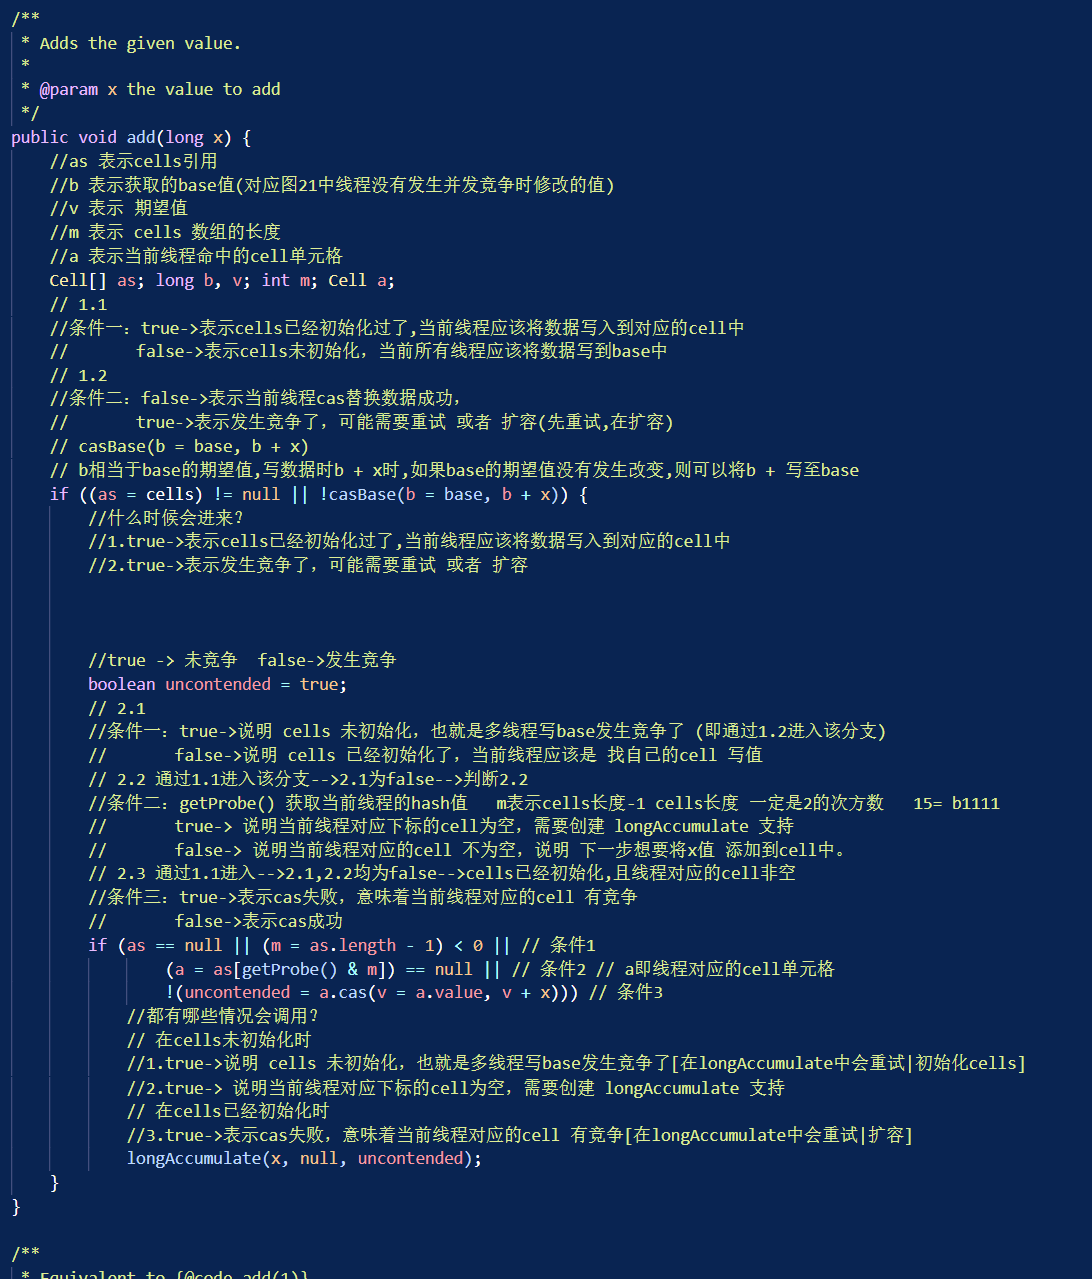 /**
 * Adds the given value.
 *
 * @param x the value to add
 */
public void add(long x) {
    //as 表示cells引用
    //b 表示获取的base值(对应图21中线程没有发生并发竞争时修改的值)
    //v 表示 期望值
    //m 表示 cells 数组的长度
    //a 表示当前线程命中的cell单元格
    Cell[] as; long b, v; int m; Cell a;
    // 1.1
    //条件一：true->表示cells已经初始化过了,当前线程应该将数据写入到对应的cell中
    //       false->表示cells未初始化，当前所有线程应该将数据写到base中
    // 1.2
    //条件二：false->表示当前线程cas替换数据成功，
    //       true->表示发生竞争了，可能需要重试 或者 扩容(先重试,在扩容)
    // casBase(b = base, b + x)
    // b相当于base的期望值,写数据时b + x时,如果base的期望值没有发生改变,则可以将b + 写至base
    if ((as = cells) != null || !casBase(b = base, b + x)) {
        //什么时候会进来？
        //1.true->表示cells已经初始化过了,当前线程应该将数据写入到对应的cell中
        //2.true->表示发生竞争了，可能需要重试 或者 扩容
        //true -> 未竞争  false->发生竞争
        boolean uncontended = true;
        // 2.1
        //条件一：true->说明 cells 未初始化，也就是多线程写base发生竞争了 (即通过1.2进入该分支)
        //       false->说明 cells 已经初始化了，当前线程应该是 找自己的cell 写值
        // 2.2 通过1.1进入该分支-->2.1为false-->判断2.2
        //条件二：getProbe() 获取当前线程的hash值   m表示cells长度-1 cells长度 一定是2的次方数   15= b1111
        //       true-> 说明当前线程对应下标的cell为空，需要创建 longAccumulate 支持
        //       false-> 说明当前线程对应的cell 不为空，说明 下一步想要将x值 添加到cell中。
        // 2.3 通过1.1进入-->2.1,2.2均为false-->cells已经初始化,且线程对应的cell非空
        //条件三：true->表示cas失败，意味着当前线程对应的cell 有竞争
        //       false->表示cas成功
        if (as == null || (m = as.length - 1) < 0 || // 条件1
                (a = as[getProbe() & m]) == null || // 条件2 // a即线程对应的cell单元格
                !(uncontended = a.cas(v = a.value, v + x))) // 条件3
            //都有哪些情况会调用？
            // 在cells未初始化时
            //1.true->说明 cells 未初始化，也就是多线程写base发生竞争了[在longAccumulate中会重试|初始化cells]
            //2.true-> 说明当前线程对应下标的cell为空，需要创建 longAccumulate 支持
            // 在cells已经初始化时
            //3.true->表示cas失败，意味着当前线程对应的cell 有竞争[在longAccumulate中会重试|扩容]
            longAccumulate(x, null, uncontended);
    }
}
/**
 * Equivalent to {@code add(1)}